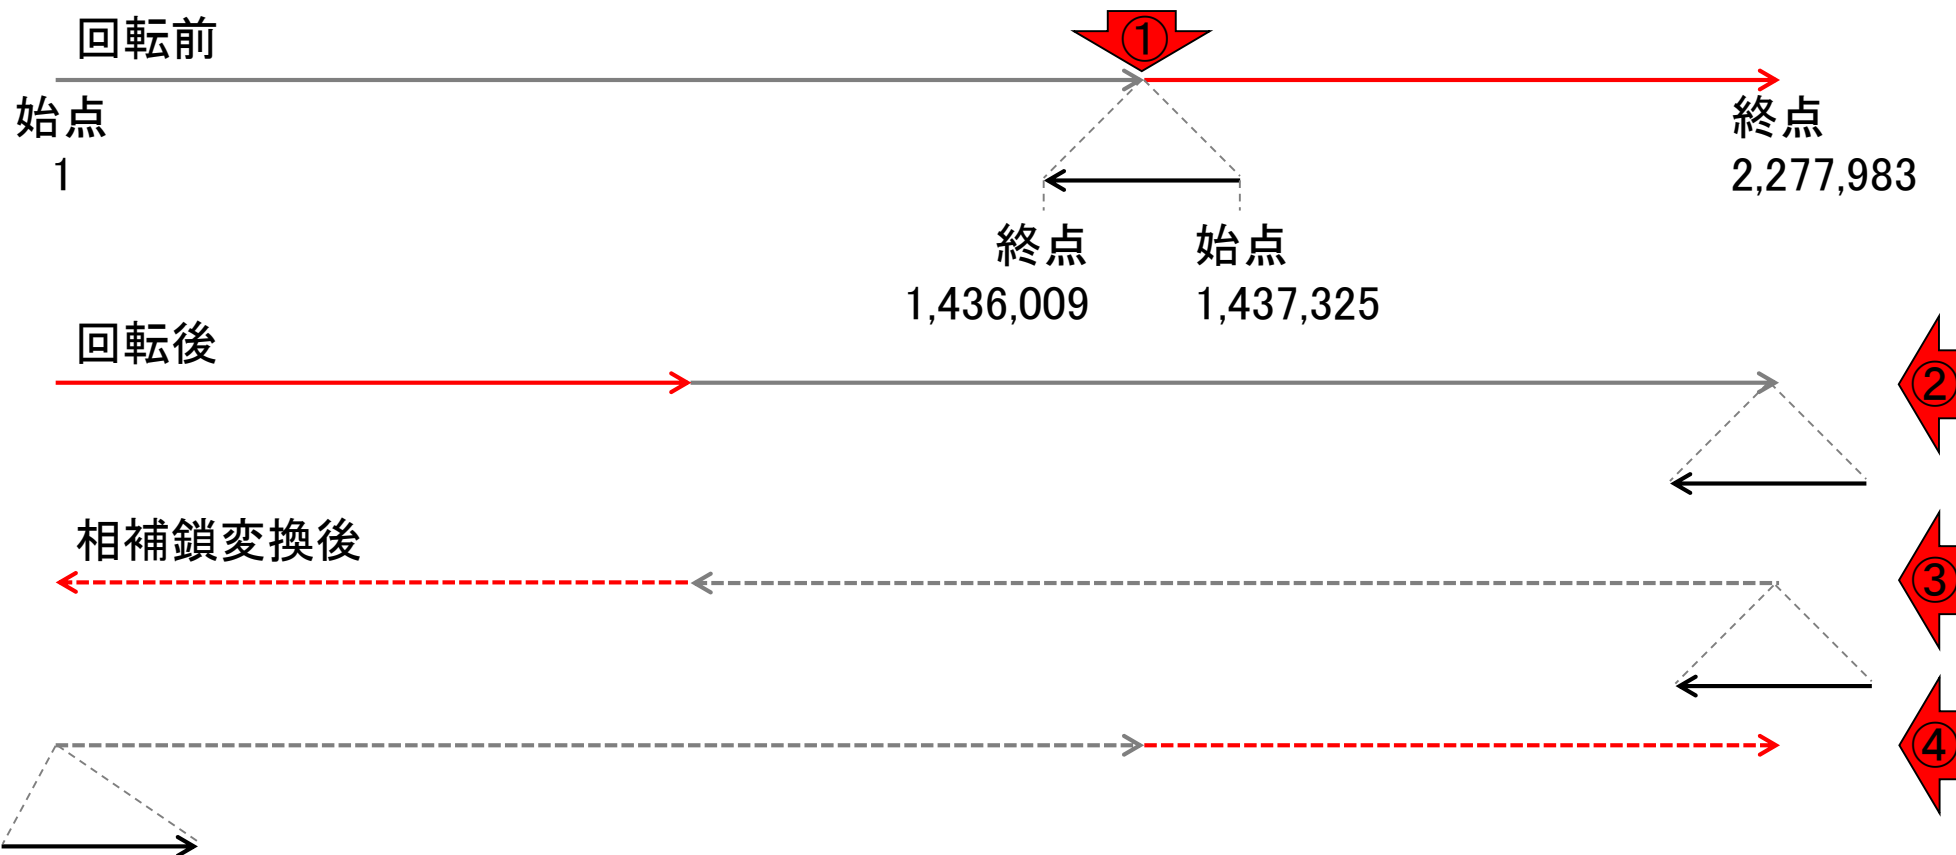 回転前
①
始点
1
終点
2,277,983
終点
1,436,009
始点
1,437,325
回転後
②
相補鎖変換後
③
④